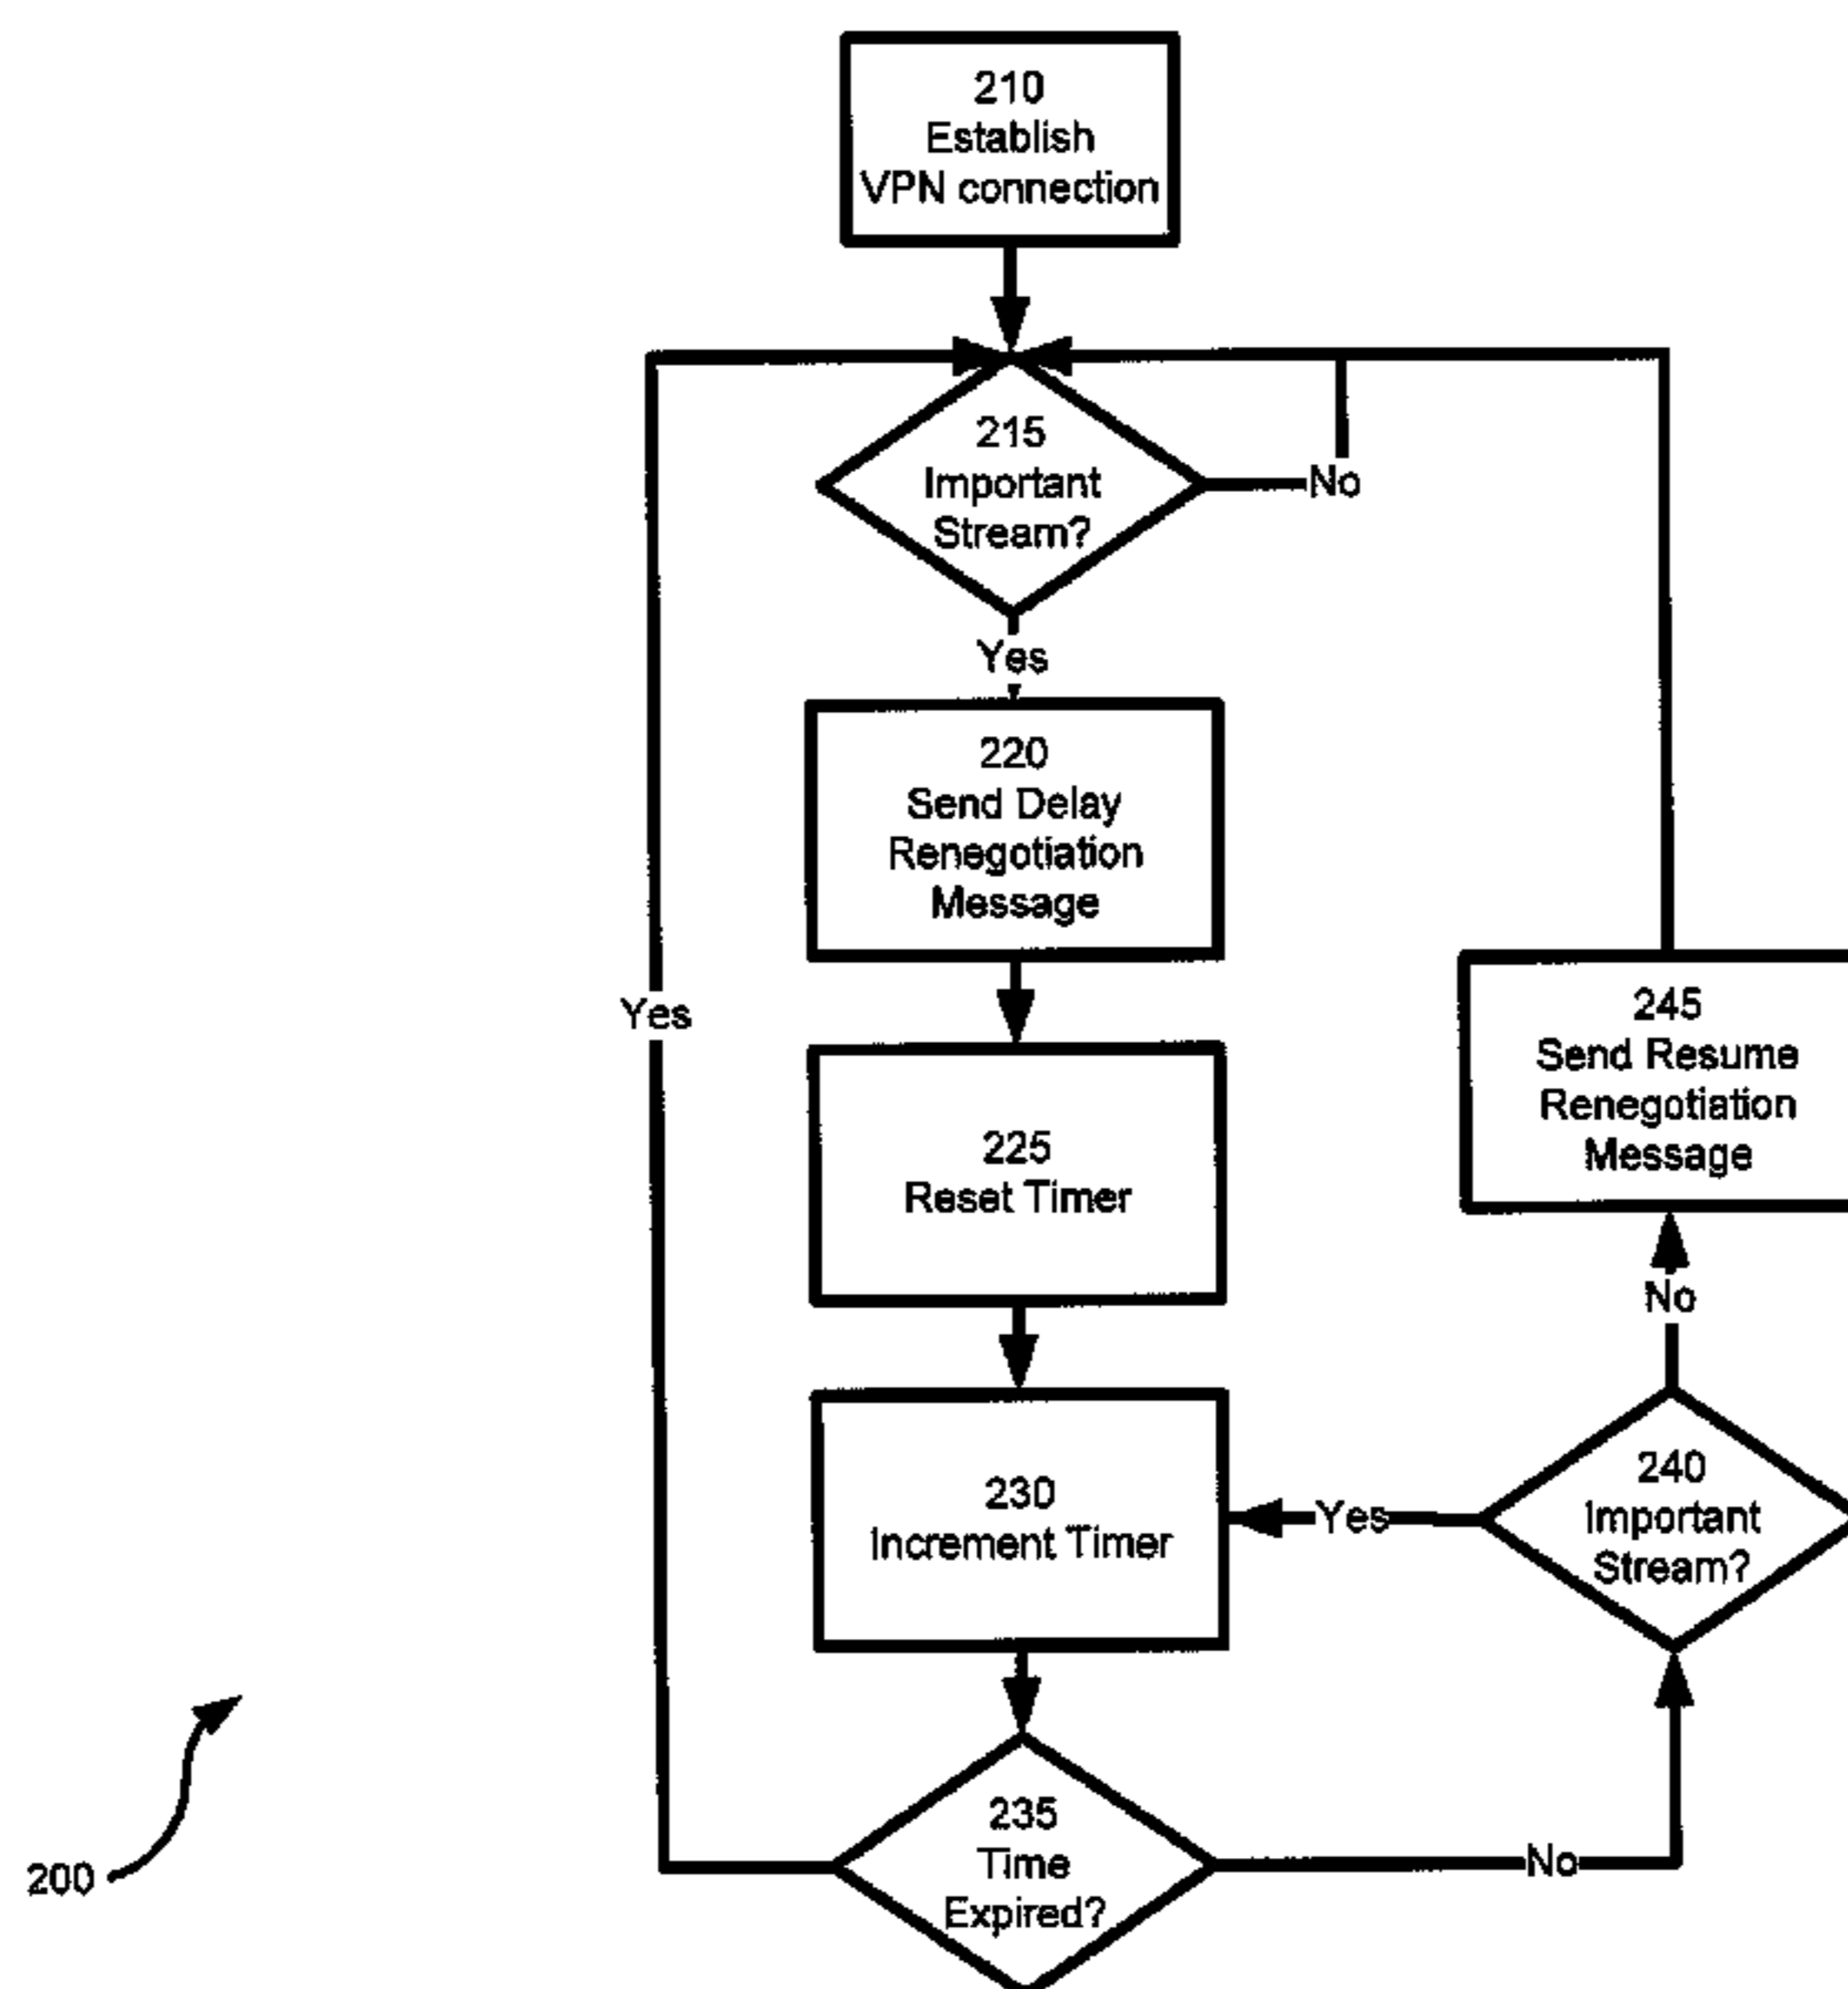 210
Establish
VPN connection
215
Important
Stream?
No
Yes
220
Send Delay
Renegotiation
Message
Yes
245
Send Resume
Renegotiation
Message
225
Reset Timer
No
230
Increment Timer
Yes
240
Important
Stream?
235
Time
Expired?
No
200